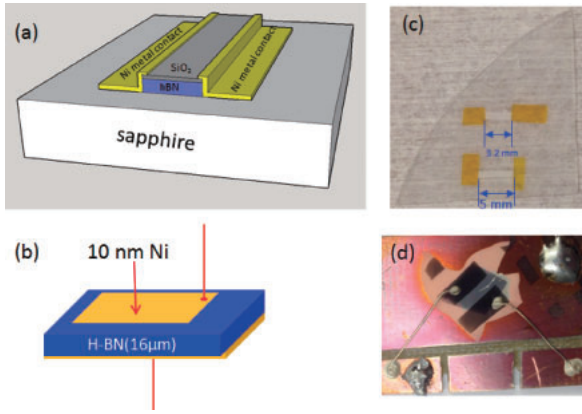 (a)
Ni metal contact
SiO₂
hBN
Ni metal contact
sapphire
(b)
10 nm Ni
H-BN(16μm)
(c)
3.2 mm
5 mm
(d)